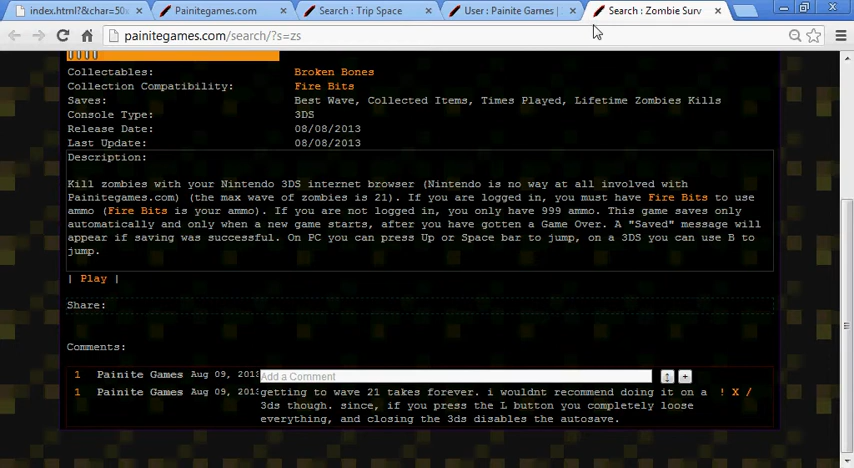 index.html?&char=50x
Painitegames.com
Search : Trip Space
User : Painite Games |
Search : Zombie Surv
painitegames.com/search/?s=zs
Collectables: Broken Bones
Collection Compatibility: Fire Bits
Saves: Best Wave, Collected Items, Times Played, Lifetime Zombies Kills
Console Type: 3DS
Release Date: 08/08/2013
Last Update: 08/08/2013
Description:
Kill zombies with your Nintendo 3DS internet browser (Nintendo is no way at all involved with
Painitegames.com) (the max wave of zombies is 21). If you are logged in, you must have Fire Bits to use
ammo (Fire Bits is your ammo). If you are not logged in, you only have 999 ammo. This game saves only
automatically and only when a new game starts, after you have gotten a Game Over. A "Saved" message will
appear if saving was successful. On PC you can press Up or Space bar to jump, on a 3DS you can use B to
jump.
| Play |
Share:
Comments:
1 Painite Games Aug 09, 2013 Add a Comment ↕ +
1 Painite Games Aug 09, 2013 getting to wave 21 takes forever. i wouldnt recommend doing it on a ! X /
3ds though. since, if you press the L button you completely loose
everything, and closing the 3ds disables the autosave.